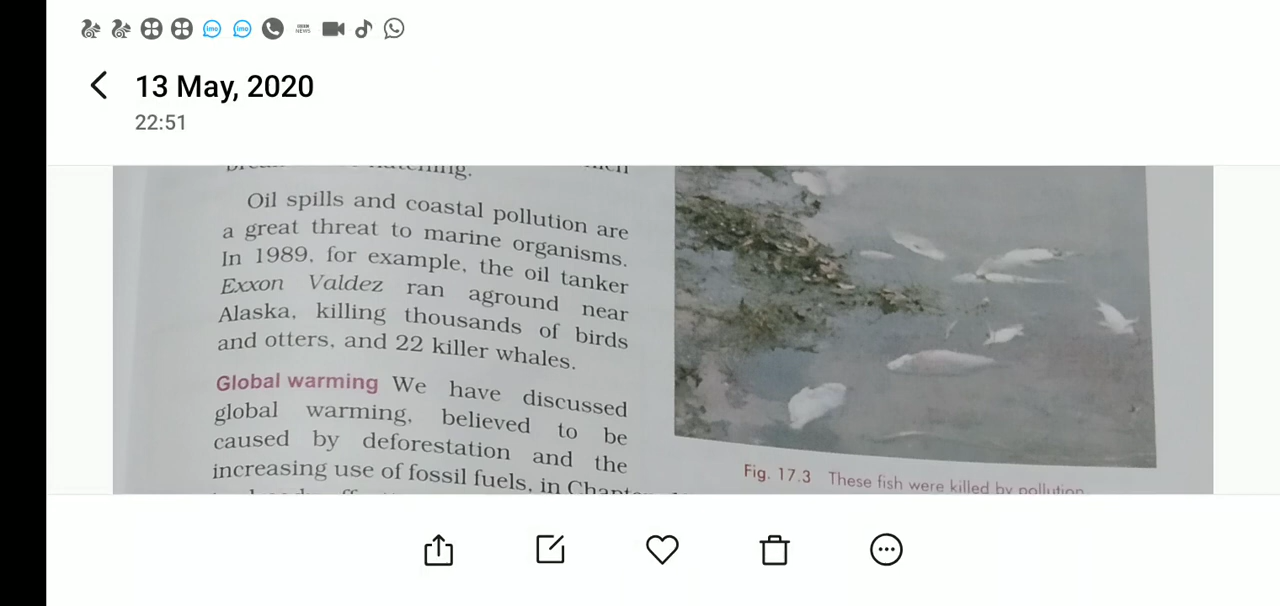 13 May, 2020
22:51
Oil spills and coastal pollution are
a great threat to marine organisms.
In 1989, for example, the oil tanker
Exxon Valdez ran aground near
Alaska, killing thousands of birds
and otters, and 22 killer whales.
Global warming We have discussed
global warming, believed to be
caused by deforestation and the
increasing use of fossil fuels, in
Fig. 17.3 These fish were killed by pollution